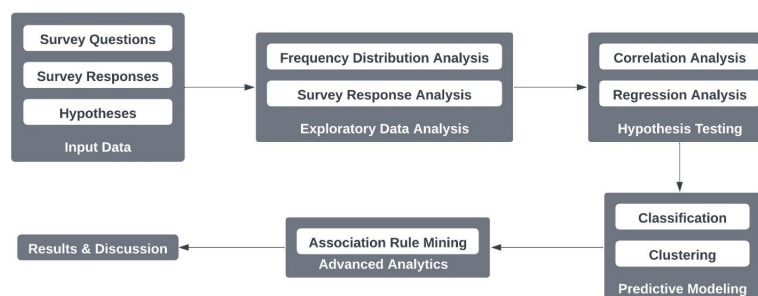 Survey Questions
Survey Responses
Hypotheses
Input Data
Frequency Distribution Analysis
Survey Response Analysis
Exploratory Data Analysis
Correlation Analysis
Regression Analysis
Hypothesis Testing
Classification
Clustering
Predictive Modeling
Association Rule Mining
Advanced Analytics
Results & Discussion